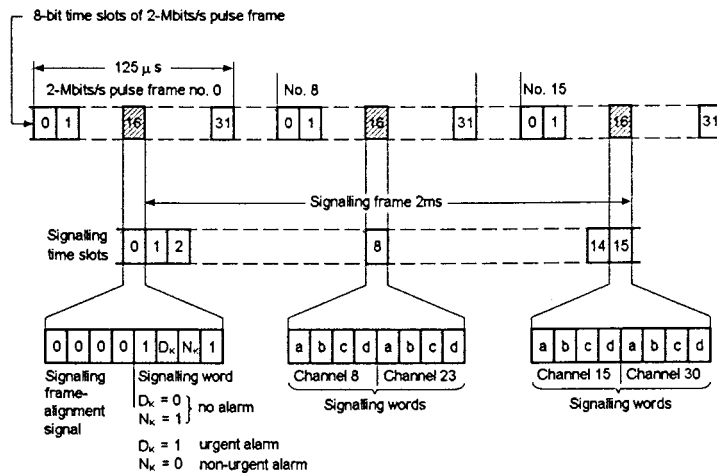 8-bit time slots of 2-Mbits/s pulse frame
125 μ s
2-Mbits/s pulse frame no. 0
No. 8
No. 15
0 1 16 31 0 1 16 31 0 1 16 31
Signalling frame 2ms
Signalling time slots
0 1 2 8 14 15
0 0 0 0 1 Dₖ Nₖ 1
a b c d a b c d
a b c d a b c d
Signalling frame-alignment signal
Signalling word
Dₖ = 0
Nₖ = 1
no alarm
Dₖ = 1 urgent alarm
Nₖ = 0 non-urgent alarm
Channel 8 Channel 23
Signalling words
Channel 15 Channel 30
Signalling words